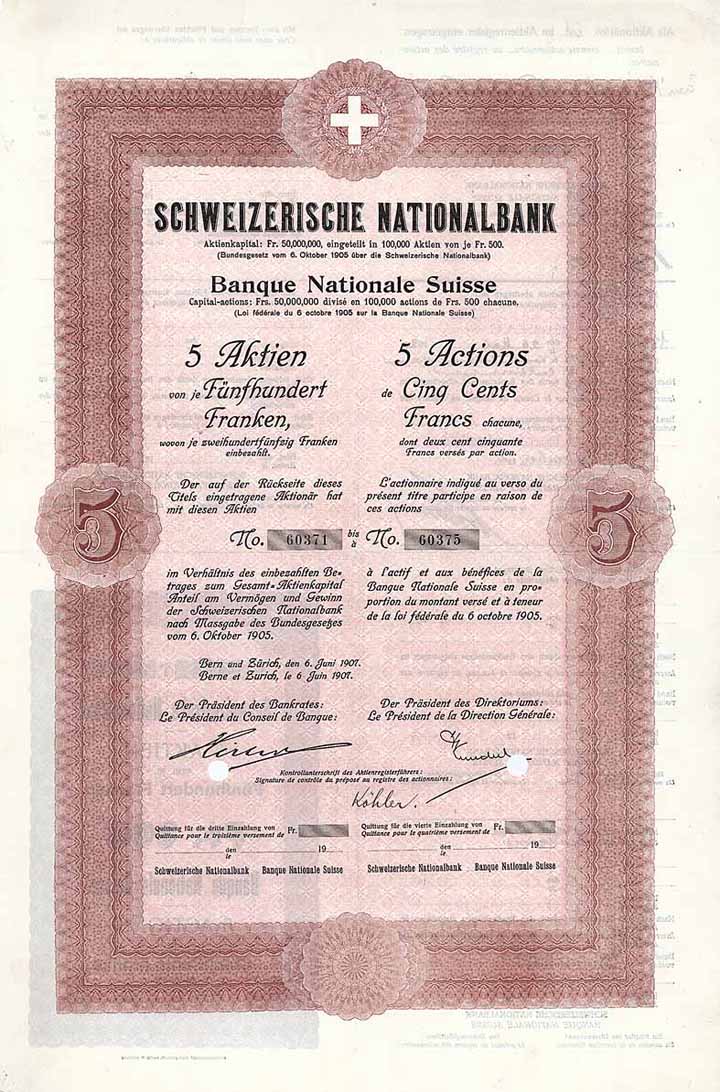 SCHWEIZERISCHE NATIONALBANK
Aktienkapital: Fr. 50,000,000, eingeteilt in 100,000 Aktien von je Fr. 500.
(Bundesgesetz vom 6. Oktober 1905 über die Schweizerische Nationalbank)
Banque Nationale Suisse
Capital-actions: Frs. 50,000,000 divisé en 100,000 actions de Frs. 500 chacune.
(Loi fédérale du 6 octobre 1905 sur la Banque Nationale Suisse)
5 Aktien
von je Fünfhundert
Franken,
wovon je zweihundertfünfzig Franken
einbezahlt.
Der auf der Rückseite dieses
Titels eingetragene Aktionär hat
mit diesen Aktien
5 Actions
de Cinq Cents
Francs chacune,
dont deux cent cinquante
Francs versés par action.
L'actionnaire indiqué au verso du
présent titre participe en raison de
ces actions
5
No. 60371 bis
à No. 60375
5
im Verhältnis des einbezahlten Be-
trages zum Gesamt-Aktienkapital
Anteil am Vermögen und Gewinn
der Schweizerischen Nationalbank
nach Massgabe des Bundesgesetzes
vom 6. Oktober 1905.
à l'actif et aux bénéfices de la
Banque Nationale Suisse en pro-
portion du montant versé et à teneur
de la loi fédérale du 6 octobre 1905.
Bern und Zürich, den 6. Juni 1907.
Berne et Zurich, le 6 Juin 1907.
Der Präsident des Bankrates:
Le Président du Conseil de Banque:
Der Präsident des Direktoriums:
Le Président de la Direction Générale:
Kontrollunterschrift des Aktienregisterführers:
Signature de contrôle du préposé au registre des actionnaires:
Köhler.
Quittung für die dritte Einzahlung von Fr.
Quittance pour le troisième versement de
den
le 19
Schweizerische Nationalbank Banque Nationale Suisse
Quittung für die vierte Einzahlung von Fr.
Quittance pour le quatrième versement de
den
le 19
Schweizerische Nationalbank Banque Nationale Suisse